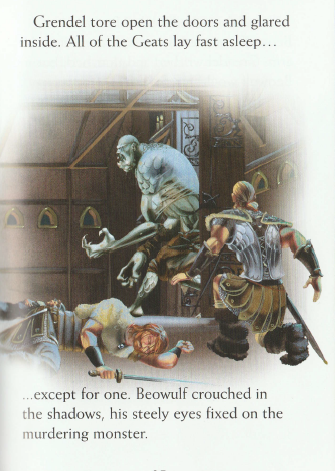 Grendel tore open the doors and glared
inside. All of the Geats lay fast asleep…
...except for one. Beowulf crouched in
the shadows, his steely eyes fixed on the
murdering monster.